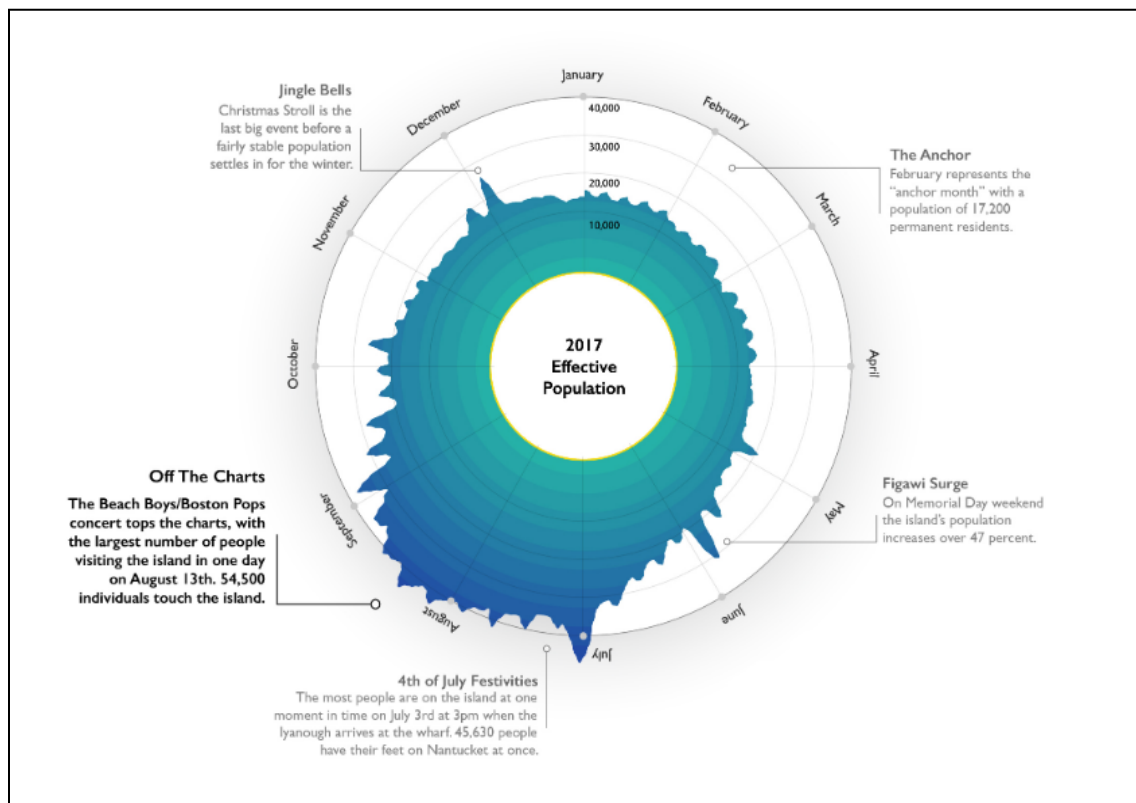 January
February
March
April
May
June
July
August
September
October
November
December
40,000
30,000
20,000
10,000
2017
Effective
Population
Jingle Bells
Christmas Stroll is the
last big event before a
fairly stable population
settles in for the winter.
The Anchor
February represents the
“anchor month” with a
population of 17,200
permanent residents.
Figawi Surge
On Memorial Day weekend
the island's population
increases over 47 percent.
Off The Charts
The Beach Boys/Boston Pops
concert tops the charts, with
the largest number of people
visiting the island in one day
on August 13th. 54,500
individuals touch the island.
4th of July Festivities
The most people are on the island at one
moment in time on July 3rd at 3pm when the
Iyanough arrives at the wharf. 45,630 people
have their feet on Nantucket at once.